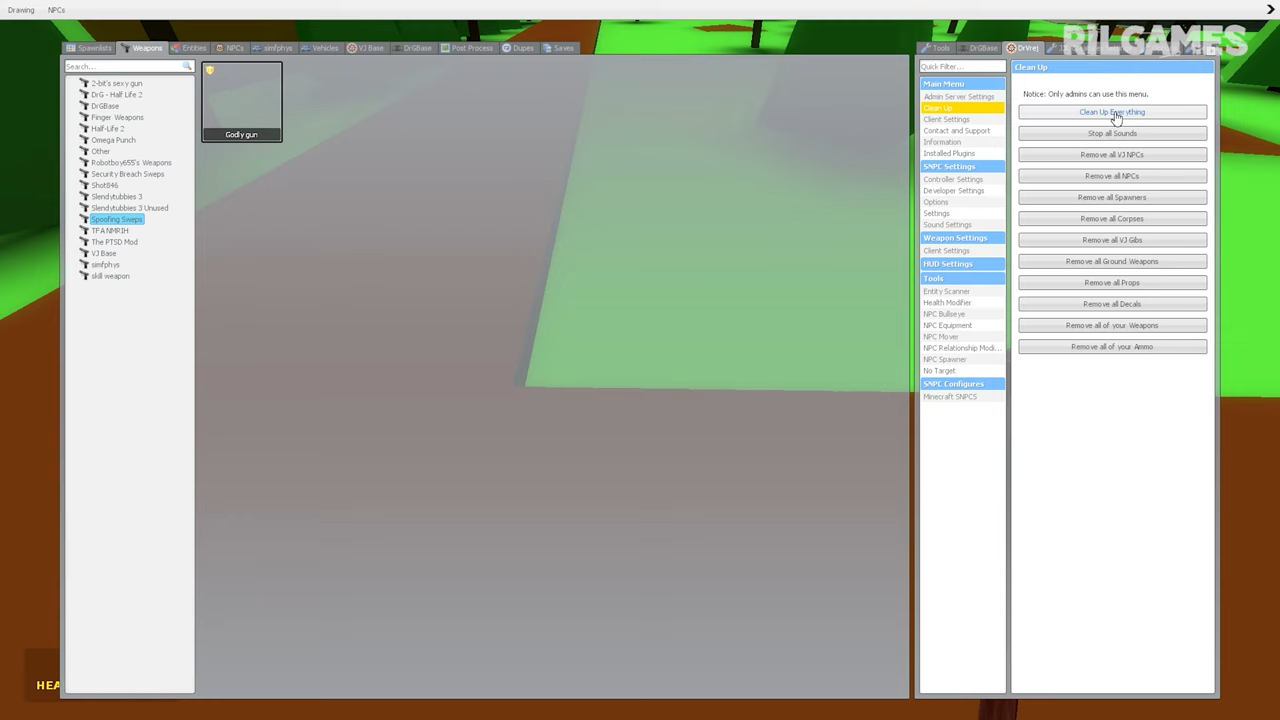 Drawing NPCs
Spawnlists Weapons Entities NPCs simfphys Vehicles VJ Base DrGBase Post Process Dupes Saves
Search...
2-bit's sexy gun
DrG - Half Life 2
DrGBase
Finger Weapons
Half-Life 2
Omega Punch
Other
Robotboy655's Weapons
Security Breach Sweps
Shot846
Slendytubbies 3
Slendytubbies 3 Unused
Spoofing Sweps
TFA NMRIH
The PTSD Mod
VJ Base
simfphys
skill weapon
Godly gun
HEA
Tools DrGBase DrVrej
PILGAMES
Quick Filter...
Main Menu
Admin Server Settings
Clean Up
Client Settings
Contact and Support
Information
Installed Plugins
SNPC Settings
Controller Settings
Developer Settings
Options
Settings
Sound Settings
Weapon Settings
Client Settings
HUD Settings
Tools
Entity Scanner
Health Modifier
NPC Bullseye
NPC Equipment
NPC Mover
NPC Relationship Modi...
NPC Spawner
No Target
SNPC Configures
Minecraft SNPCS
Clean Up
Notice: Only admins can use this menu.
Clean Up Everything
Stop all Sounds
Remove all VJ NPCs
Remove all NPCs
Remove all Spawners
Remove all Corpses
Remove all VJ Gibs
Remove all Ground Weapons
Remove all Props
Remove all Decals
Remove all of your Weapons
Remove all of your Ammo